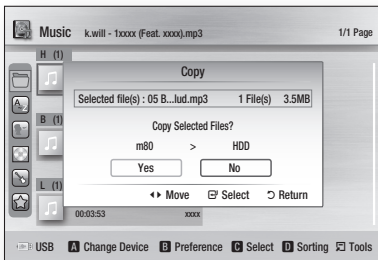 Music k.will - 1xxxx (Feat. xxxx).mp3 1/1 Page
H (1)
Copy
Selected file(s) : 05 B...lud.mp3 1 File(s) 3.5MB
B (1)
Copy Selected Files?
m80 > HDD
Yes No
L (1)
Move Select Return
00:03:53 xxxx
USB A Change Device B Preference C Select D Sorting Tools